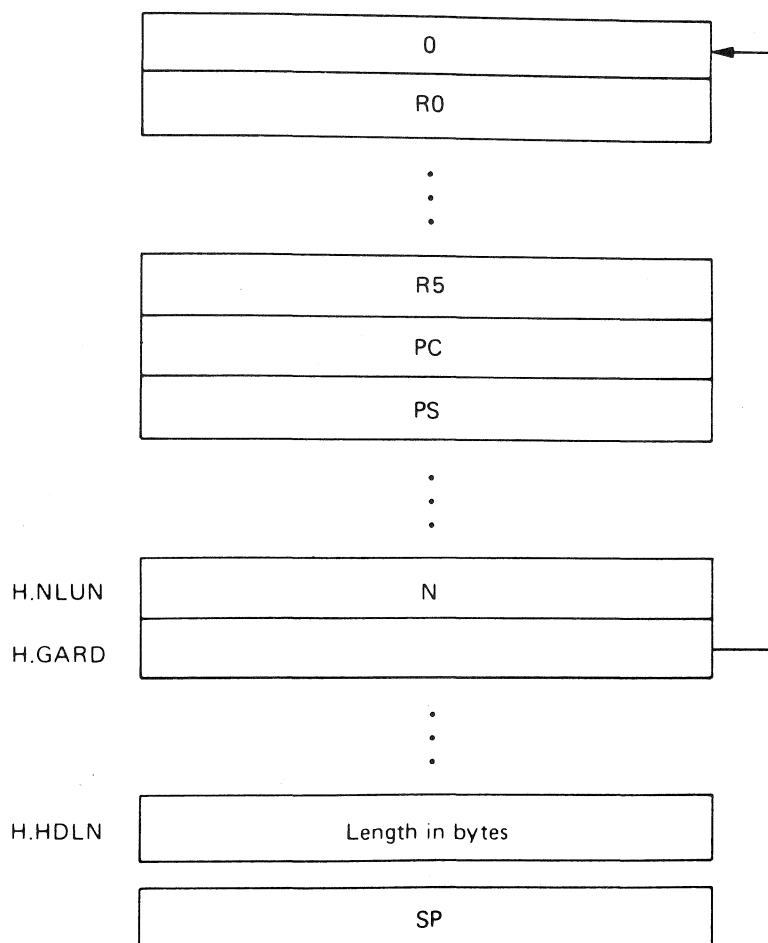 0
R0
R5
PC
PS
H.NLUN N
H.GARD
H.HDLN Length in bytes
SP